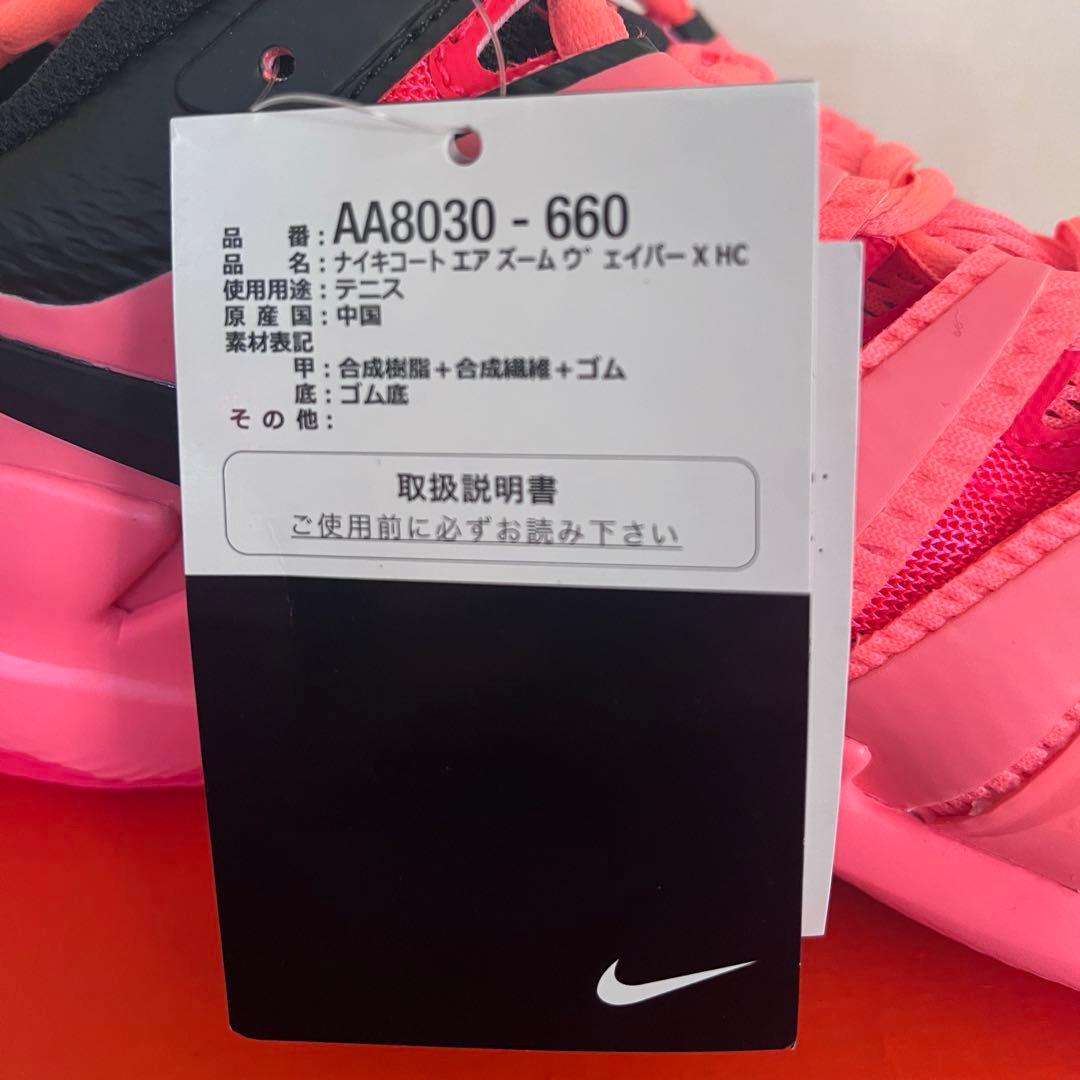 品番:AA8030-660
品名:ナイキコート エア ズーム ヴェイパー X HC
使用用途:テニス
原産国:中国
素材表記
甲:合成樹脂+合成繊維+ゴム
底:ゴム底
その他:
取扱説明書
ご使用前に必ずお読み下さい